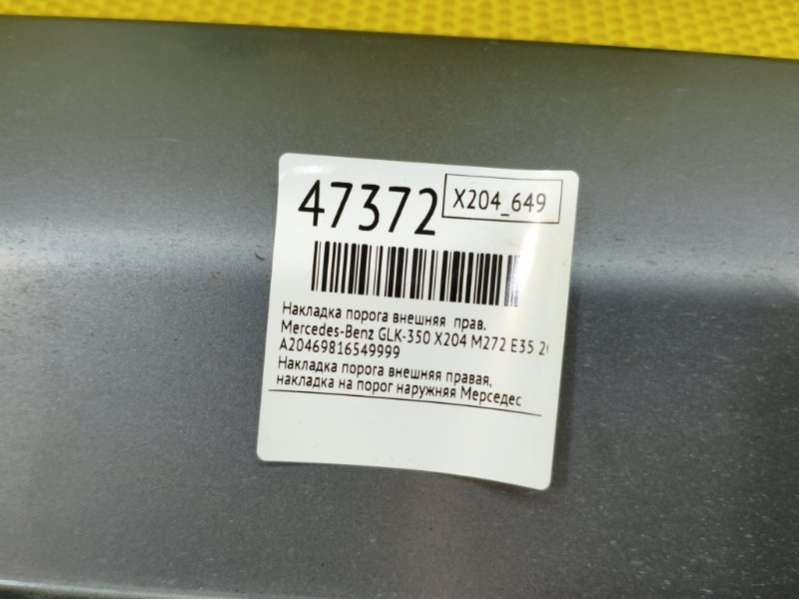 47372
X204_649
Накладка порога внешняя прав.
Mercedes-Benz GLK-350 X204 M272 E35
A20469816549999
Накладка порога внешняя правая,
накладка на порог наружняя Мерседес